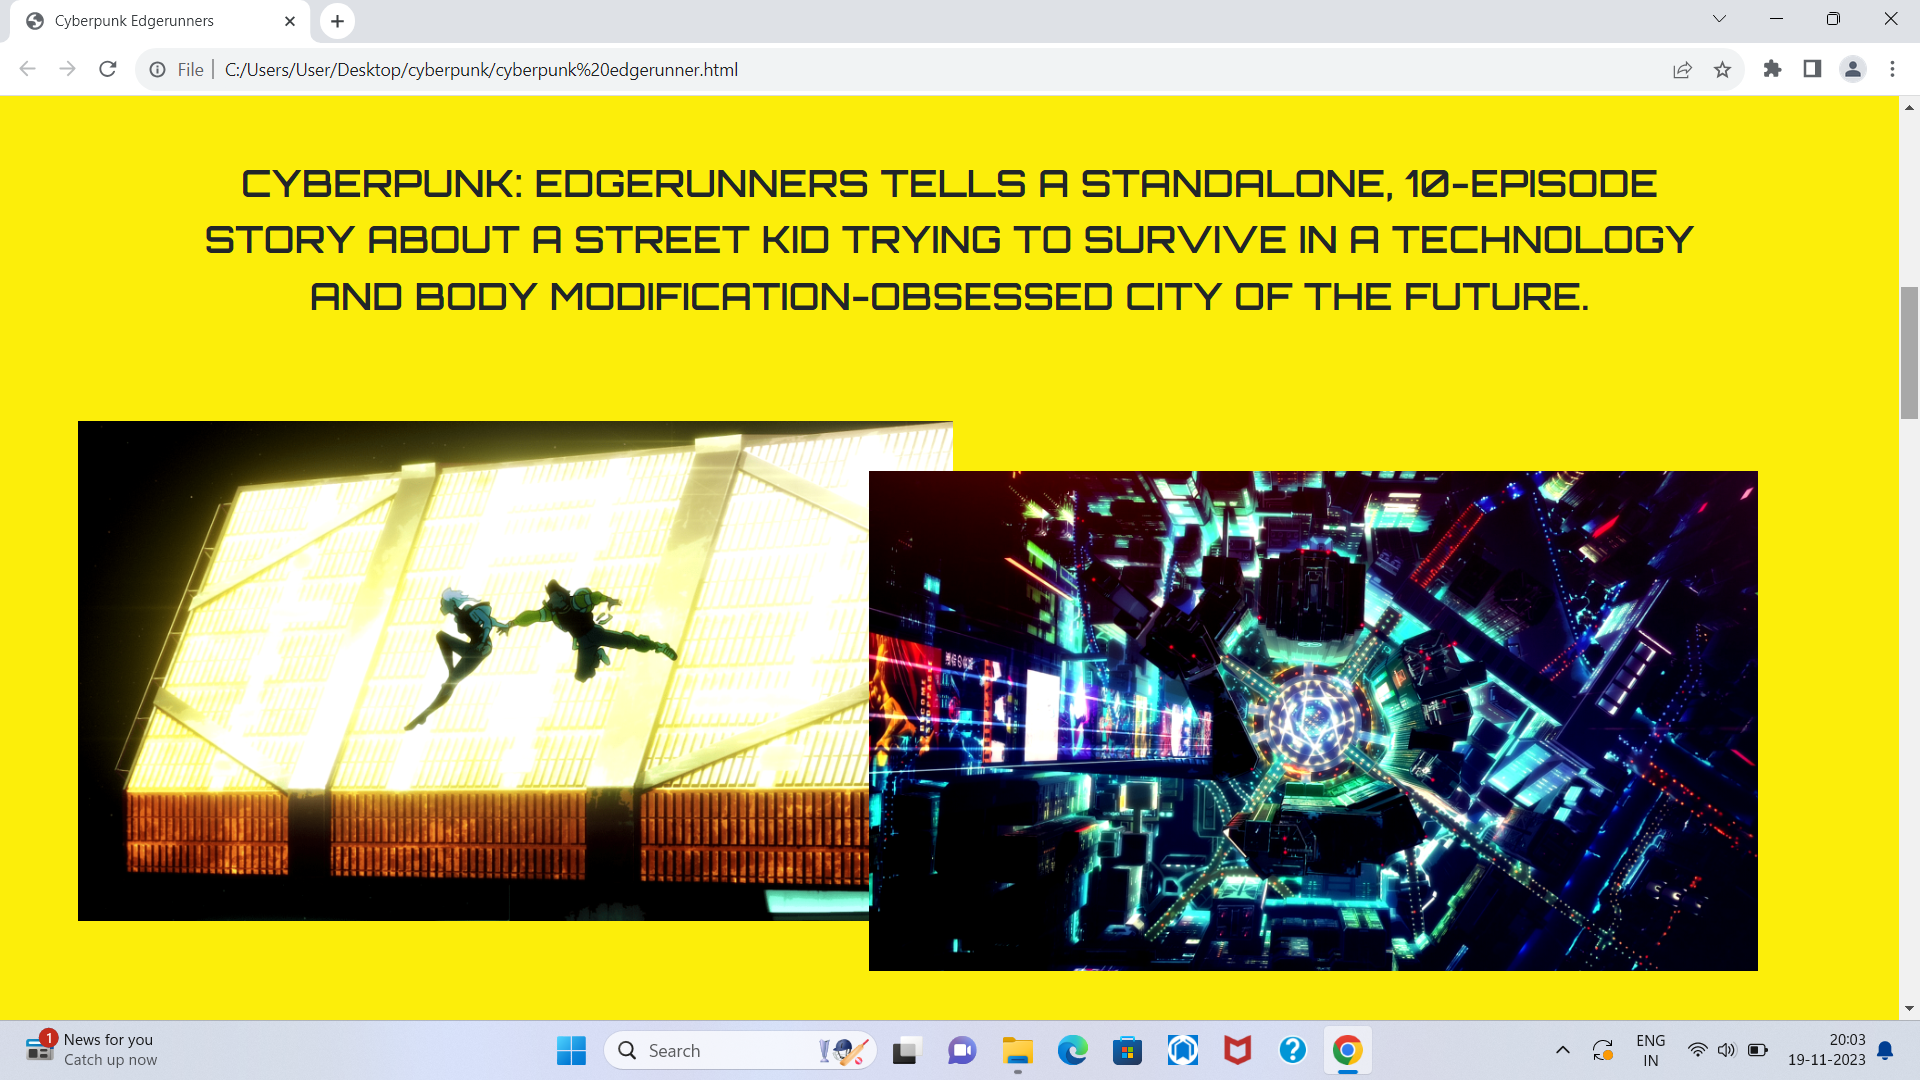 Cyberpunk Edgerunners
File
C:/Users/User/Desktop/cyberpunk/cyberpunk%20edgerunner.html
CYBERPUNK: EDGERUNNERS TELLS A STANDALONE, 10-EPISODE
STORY ABOUT A STREET KID TRYING TO SURVIVE IN A TECHNOLOGY
AND BODY MODIFICATION-OBSESSED CITY OF THE FUTURE.
1
News for you
Catch up now
Search
ENG
IN
20:03
19-11-2023